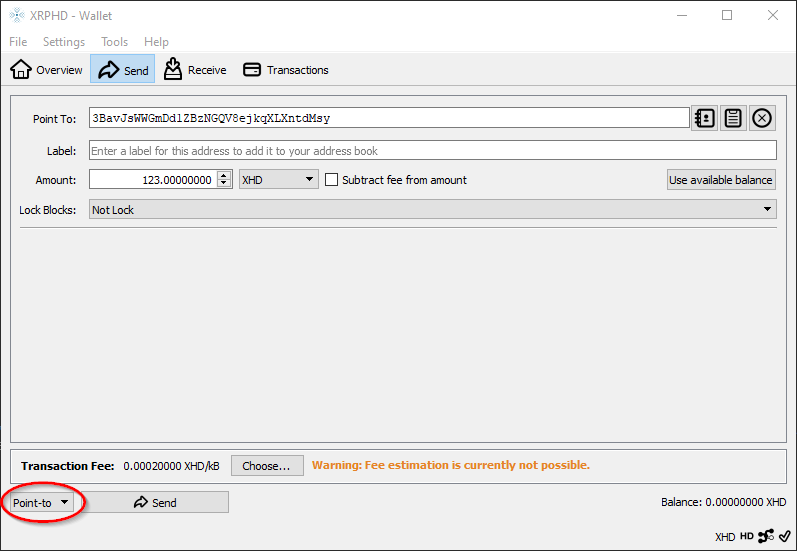 XRPHD - Wallet
File Settings Tools Help
Overview Send Receive Transactions
Point To: 3BavJsWWGmDdlZBzNGQV8ejkqXLXntdMsy
Label: Enter a label for this address to add it to your address book
Amount: 123.00000000 XHD Subtract fee from amount Use available balance
Lock Blocks: Not Lock
Transaction Fee: 0.00020000 XHD/kB Choose... Warning: Fee estimation is currently not possible.
Point-to Send Balance: 0.00000000 XHD
XHD HD